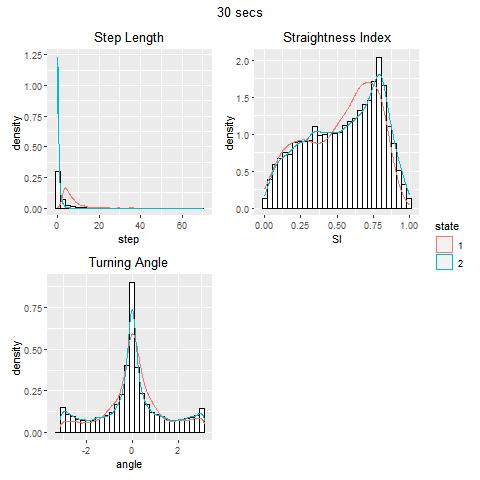 30 secs
Step Length
Straightness Index
1.25
1.00
0.75
0.50
0.25
0.00
density
0 20 40 60
step
2.0
1.5
1.0
0.5
0.0
density
0.00 0.25 0.50 0.75 1.00
SI
state
1
2
Turning Angle
0.75
0.50
0.25
0.00
density
-2 0 2
angle